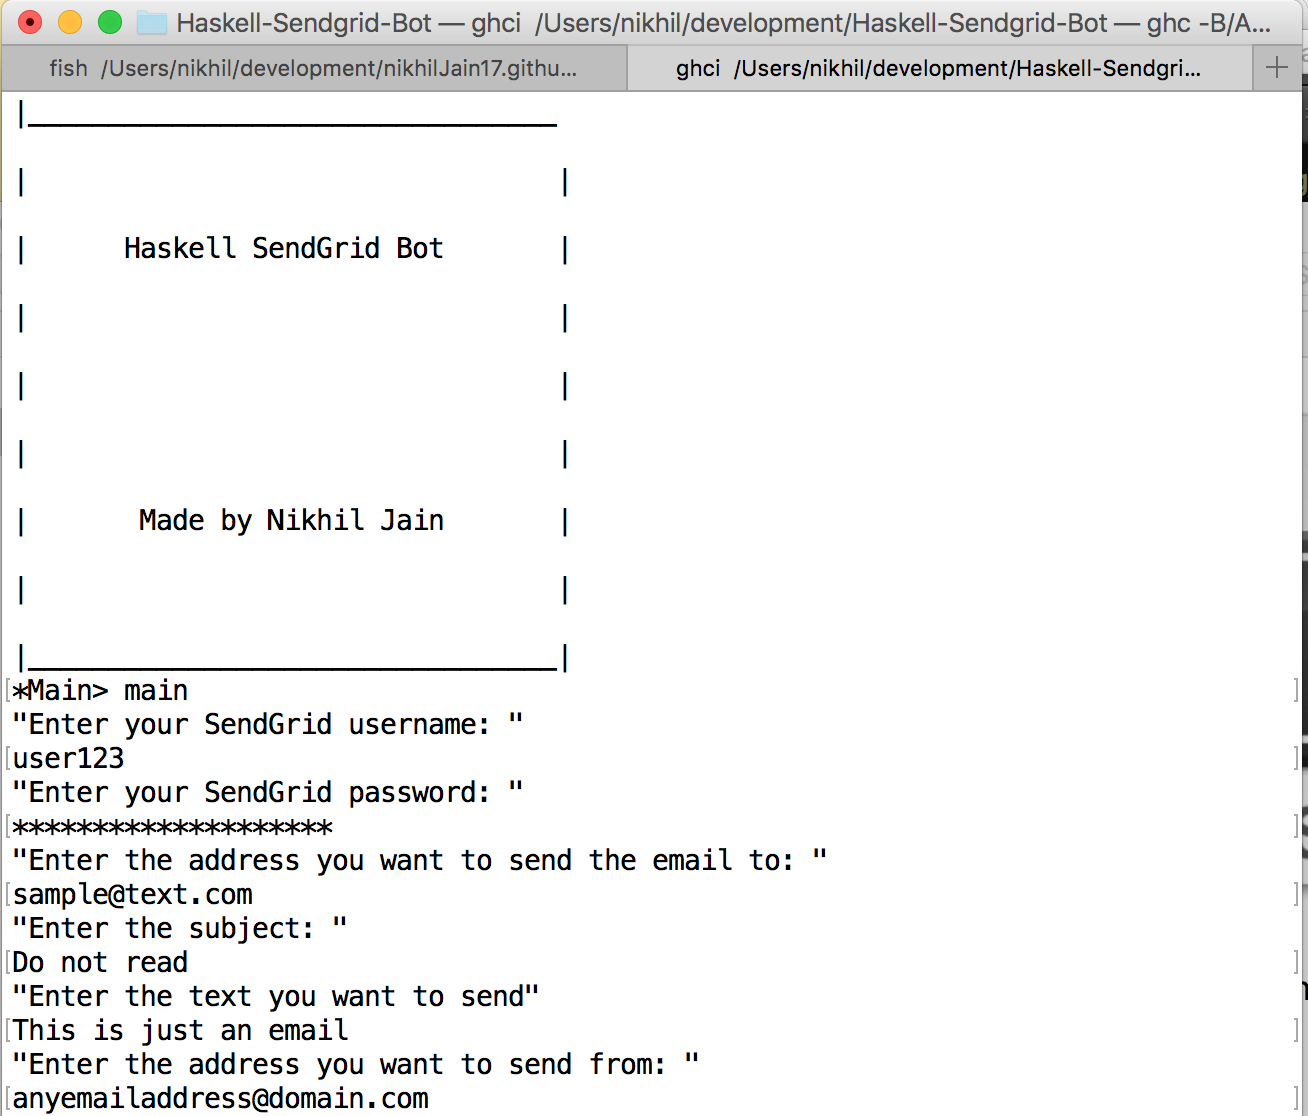 Haskell-Sendgrid-Bot — ghci /Users/nikhil/development/Haskell-Sendgrid-Bot — ghc -B/A...
fish /Users/nikhil/development/nikhilJain17.githu...
ghci /Users/nikhil/development/Haskell-Sendgri...
|_________________________________
| |
| Haskell SendGrid Bot |
| |
| |
| |
| Made by Nikhil Jain |
| |
|_________________________________|
[*Main> main ]
"Enter your SendGrid username: "
[user123 ]
"Enter your SendGrid password: "
[******************** ]
"Enter the address you want to send the email to: "
[sample@text.com ]
"Enter the subject: "
[Do not read ]
"Enter the text you want to send"
[This is just an email ]
"Enter the address you want to send from: "
[anyemailaddress@domain.com ]